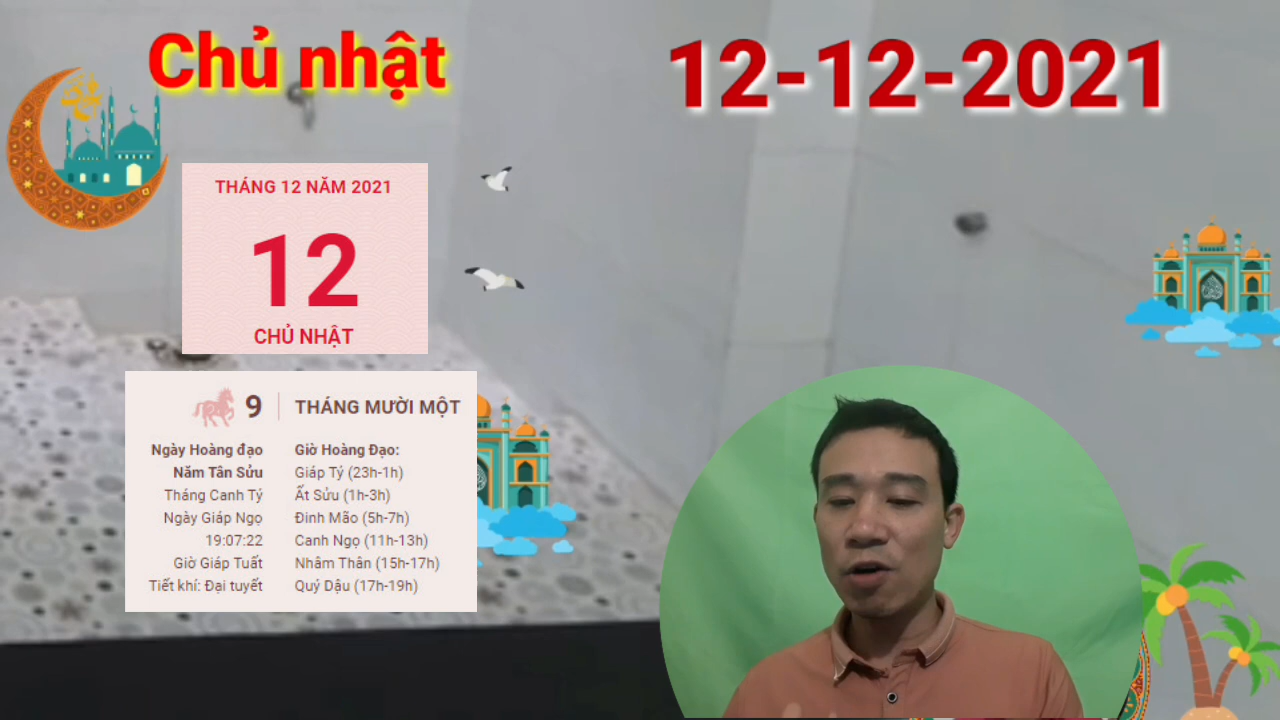 Chủ nhật
12-12-2021
THÁNG 12 NĂM 2021
12
CHỦ NHẬT
9
THÁNG MƯỜI MỘT
Ngày Hoàng đạo
Năm Tân Sửu
Tháng Canh Tý
Ngày Giáp Ngọ
19:07:22
Giờ Giáp Tuất
Tiết khí: Đại tuyết
Giờ Hoàng Đạo:
Giáp Tý (23h-1h)
Ất Sửu (1h-3h)
Đinh Mão (5h-7h)
Canh Ngọ (11h-13h)
Nhâm Thân (15h-17h)
Quý Dậu (17h-19h)